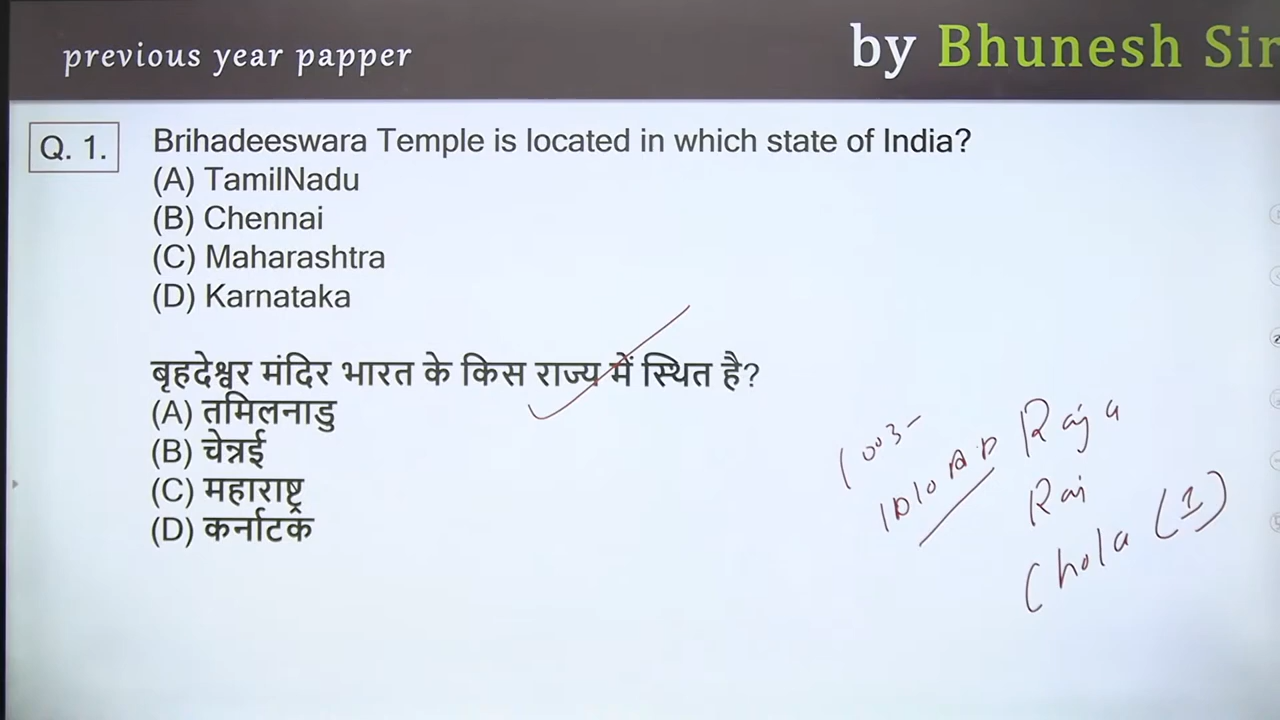 previous year papper
by Bhunesh Sir
Q. 1.
Brihadeeswara Temple is located in which state of India?
(A) TamilNadu
(B) Chennai
(C) Maharashtra
(D) Karnataka
बृहदेश्वर मंदिर भारत के किस राज्य में स्थित है?
(A) तमिलनाडु
(B) चेन्नई
(C) महाराष्ट्र
(D) कर्नाटक
1003-
1010 A.D
Raja
Raj
Chola (1)